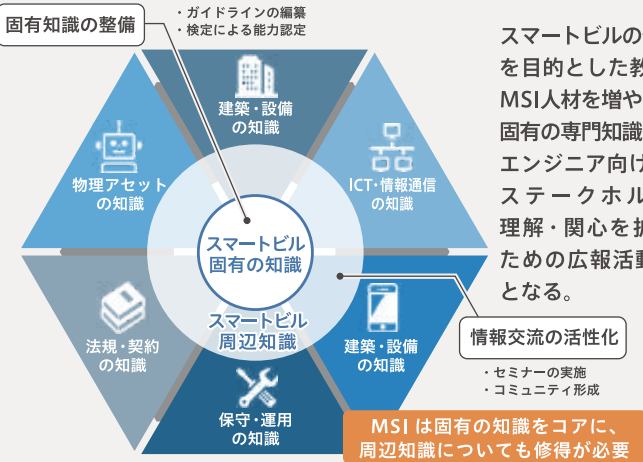 固有知識の整備
・ガイドラインの編纂
・検定による能力認定
建築・設備
の知識
物理アセット
の知識
ICT・情報通信
の知識
スマートビル
固有の知識
スマートビル
周辺知識
法規・契約
の知識
建築・設備
の知識
保守・運用
の知識
スマートビルの
を目的とした教
MSI人材を増や
固有の専門知識
エンジニア向け
ステークホル
理解・関心を拡
ための広報活動
となる。
情報交流の活性化
・セミナーの実施
・コミュニティ形成
MSI は固有の知識をコアに、
周辺知識についても修得が必要